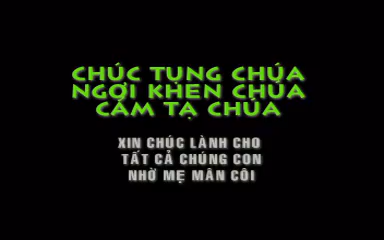 CHÚC TỤNG CHÚA
NGỢI KHEN CHÚA
CẢM TẠ CHÚA
XIN CHÚC LÀNH CHO
TẤT CẢ CHÚNG CON
NHỜ MẸ MÂN CÔI